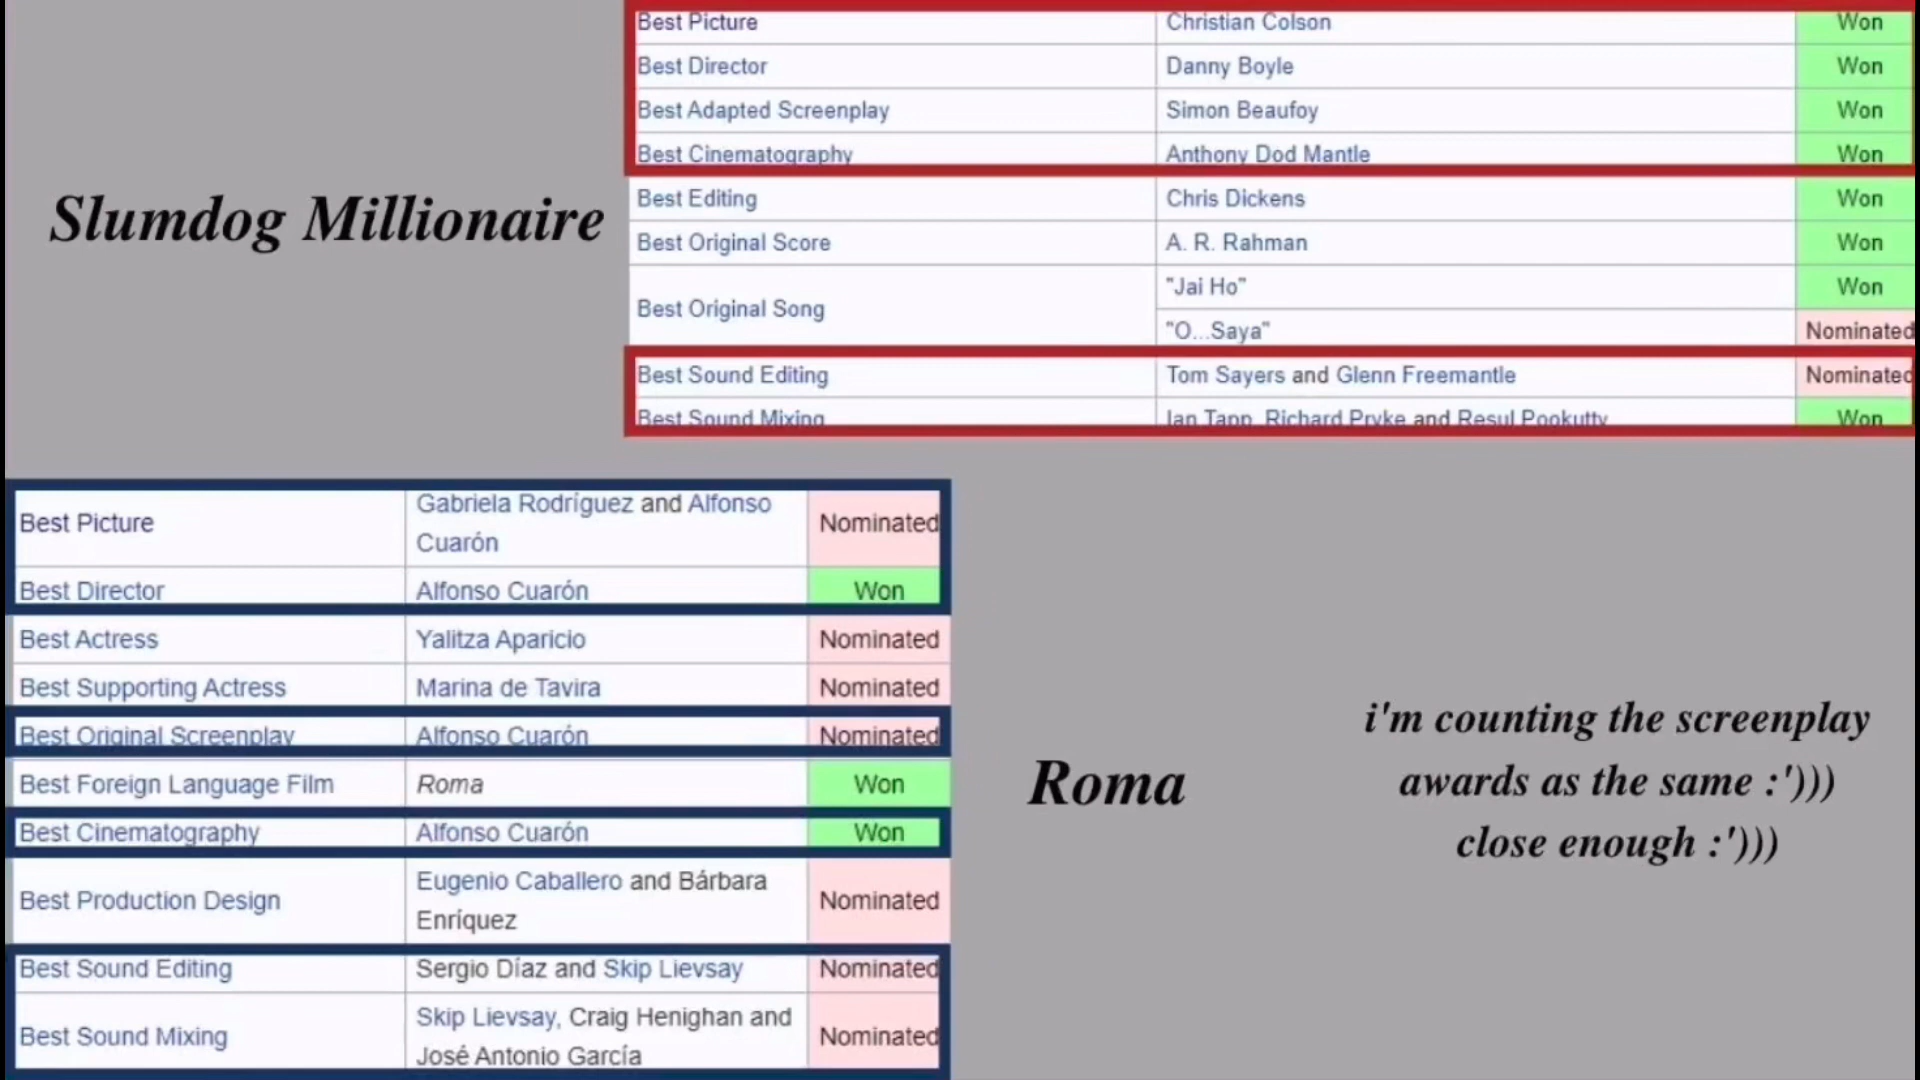 Slumdog Millionaire
Best Picture Christian Colson Won
Best Director Danny Boyle Won
Best Adapted Screenplay Simon Beaufoy Won
Best Cinematography Anthony Dod Mantle Won
Best Editing Chris Dickens Won
Best Original Score A. R. Rahman Won
Best Original Song
"Jai Ho" Won
"O...Saya" Nominated
Best Sound Editing Tom Sayers and Glenn Freemantle Nominated
Best Sound Mixing Ian Tapp, Richard Pryke and Resul Pookutty Won
Best Picture
Gabriela Rodríguez and Alfonso
Cuarón
Nominated
Best Director Alfonso Cuarón Won
Best Actress Yalitza Aparicio Nominated
Best Supporting Actress Marina de Tavira Nominated
Best Original Screenplay Alfonso Cuarón Nominated
Best Foreign Language Film Roma Won
Best Cinematography Alfonso Cuarón Won
Best Production Design
Eugenio Caballero and Bárbara
Enríquez
Nominated
Best Sound Editing Sergio Díaz and Skip Lievsay Nominated
Best Sound Mixing
Skip Lievsay, Craig Henighan and
José Antonio García
Nominated
Roma
i'm counting the screenplay
awards as the same :')))
close enough :')))